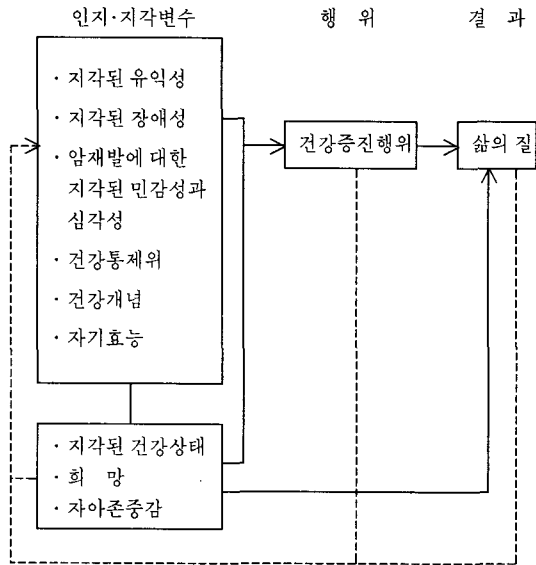 인지·지각변수 행 위 결 과
· 지각된 유익성
· 지각된 장애성
· 암재발에 대한
지각된 민감성과
심각성
· 건강통제위
· 건강개념
· 자기효능
건강증진행위
삶의 질
· 지각된 건강상태
· 희 망
· 자아존중감